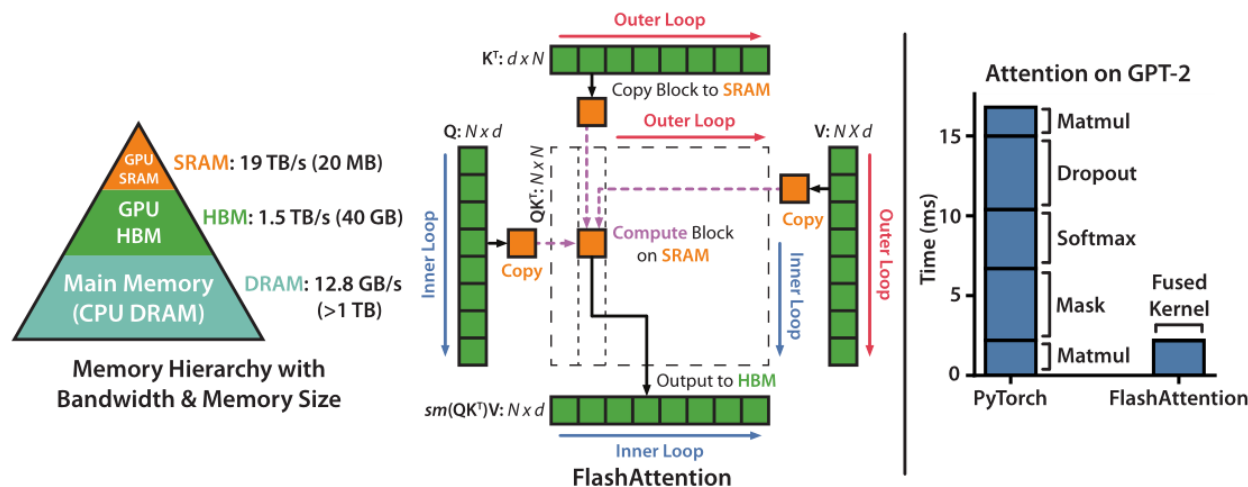 GPU
SRAM
GPU
HBM
Main Memory
(CPU DRAM)
SRAM: 19 TB/s (20 MB)
HBM: 1.5 TB/s (40 GB)
DRAM: 12.8 GB/s
(>1 TB)
Memory Hierarchy with
Bandwidth & Memory Size
Outer Loop
Kᵀ: d x N
Copy Block to SRAM
Outer Loop
Q: N x d
QKᵀ: N x N
V: N X d
Inner Loop
Copy
Compute Block
on SRAM
Copy
Inner Loop
Outer Loop
Output to HBM
sm(QKᵀ)V: N x d
Inner Loop
FlashAttention
Attention on GPT-2
Time (ms)
15
10
5
0
Matmul
Dropout
Softmax
Mask
Matmul
Fused
Kernel
PyTorch
FlashAttention